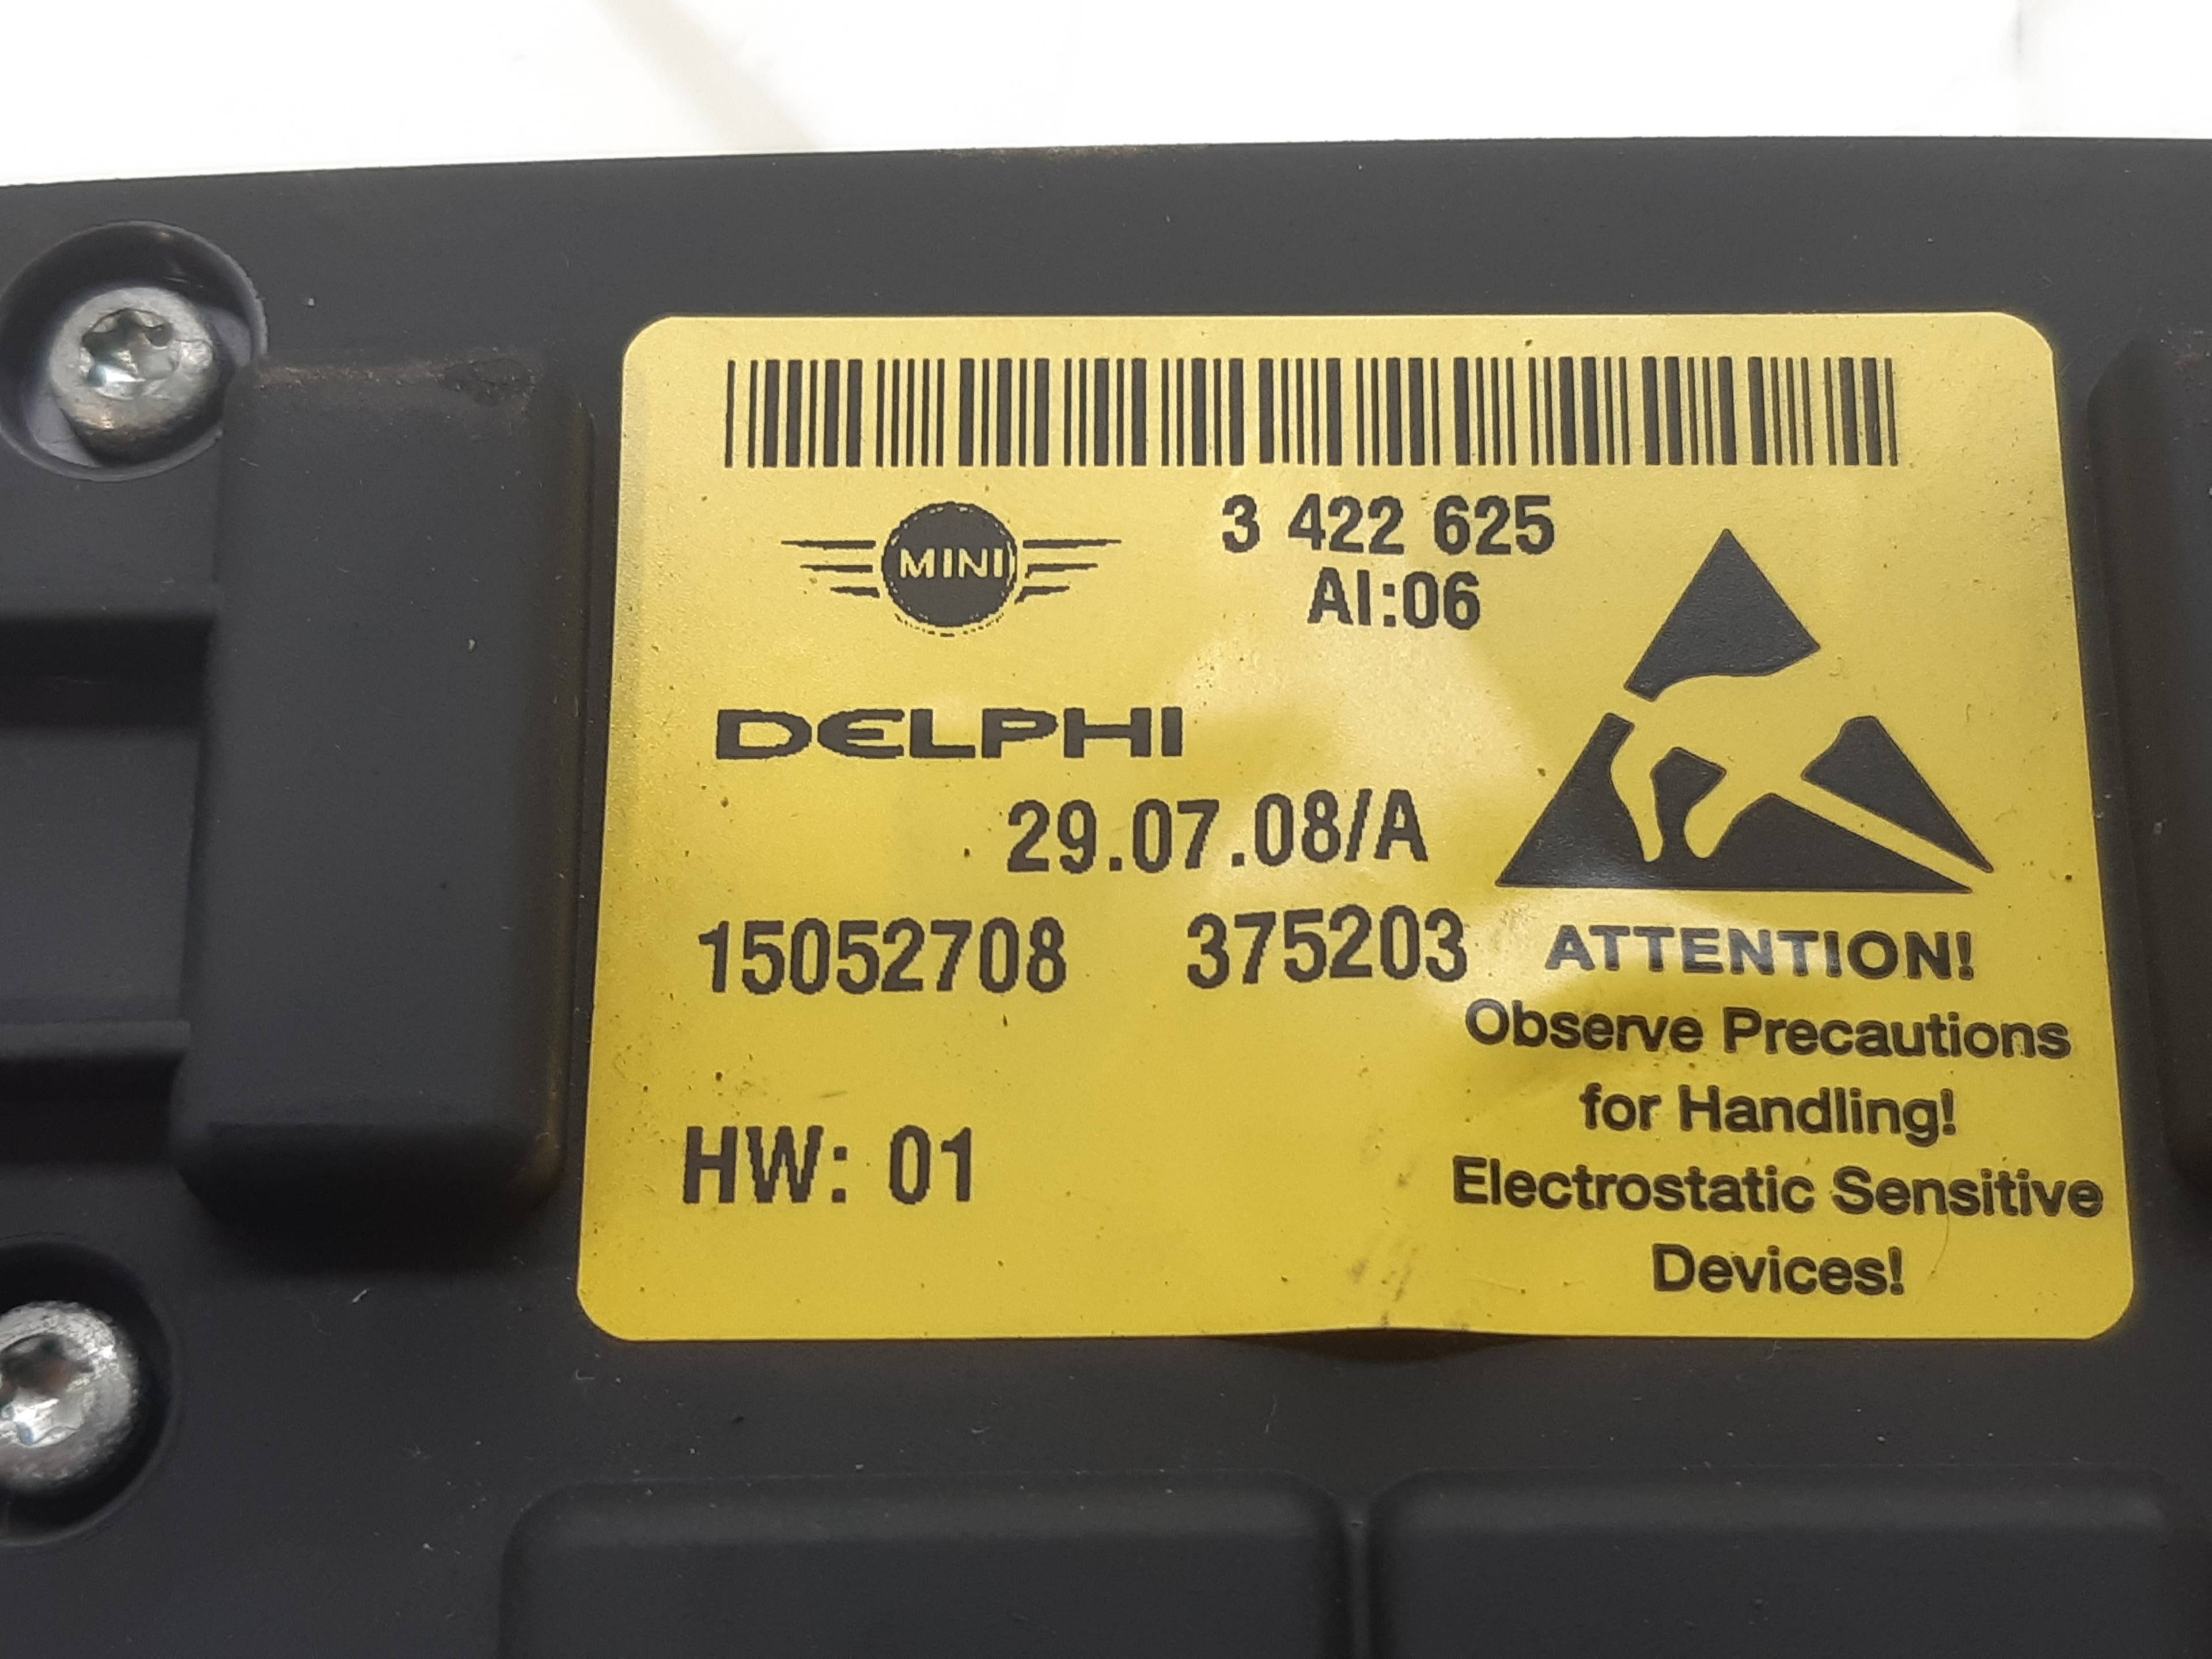 MINI
3 422 625
AI:06
DELPHI
29.07.08/A
15052708 375203
HW: 01
ATTENTION!
Observe Precautions
for Handling!
Electrostatic Sensitive
Devices!